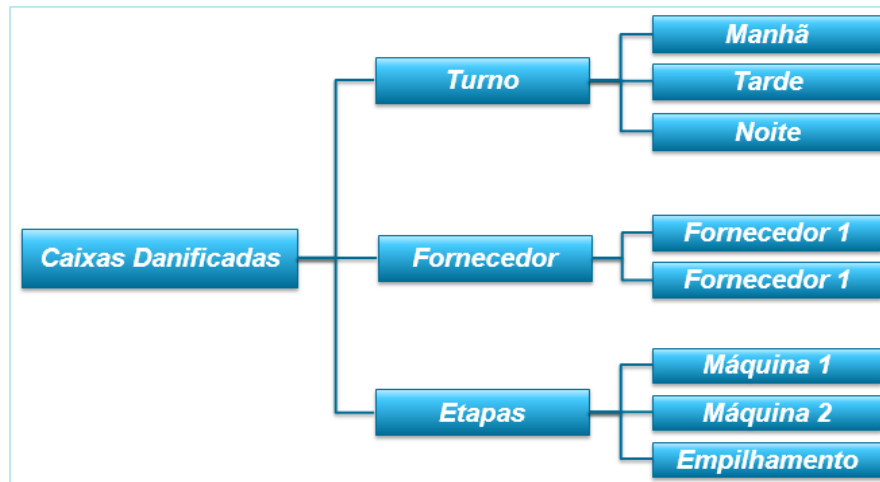 Caixas Danificadas
Turno
Manhã
Tarde
Noite
Fornecedor
Fornecedor 1
Fornecedor 1
Etapas
Máquina 1
Máquina 2
Empilhamento